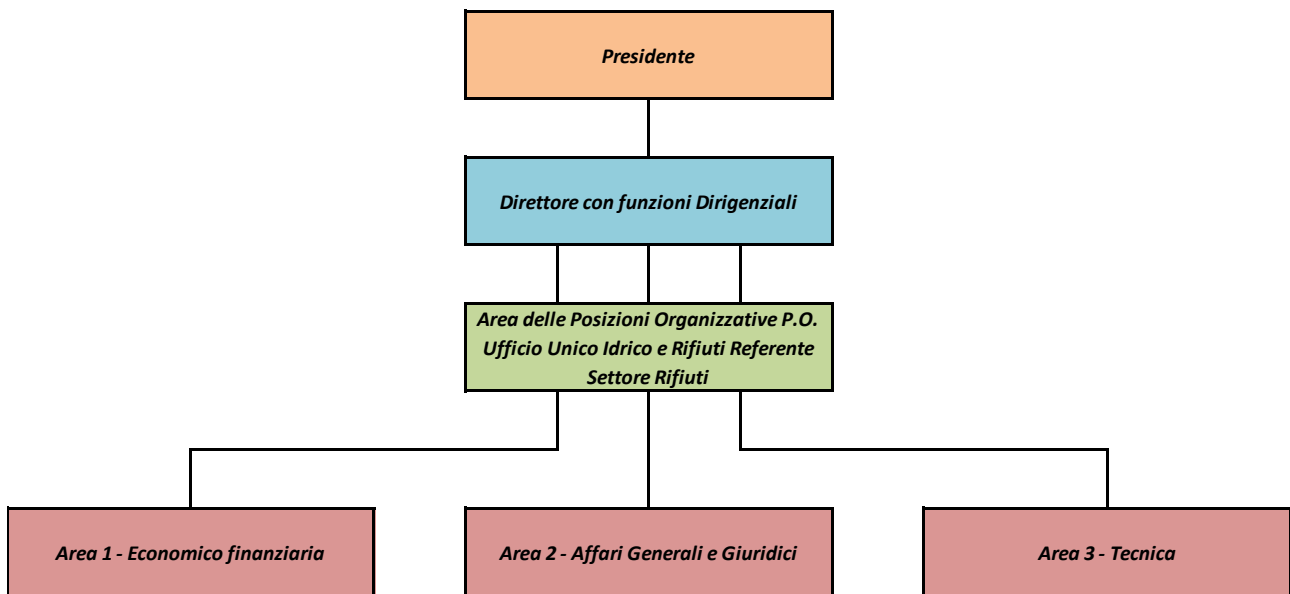 Presidente
Direttore con funzioni Dirigenziali
Area delle Posizioni Organizzative P.O.
Ufficio Unico Idrico e Rifiuti Referente
Settore Rifiuti
Area 1 - Economico finanziaria
Area 2 - Affari Generali e Giuridici
Area 3 - Tecnica